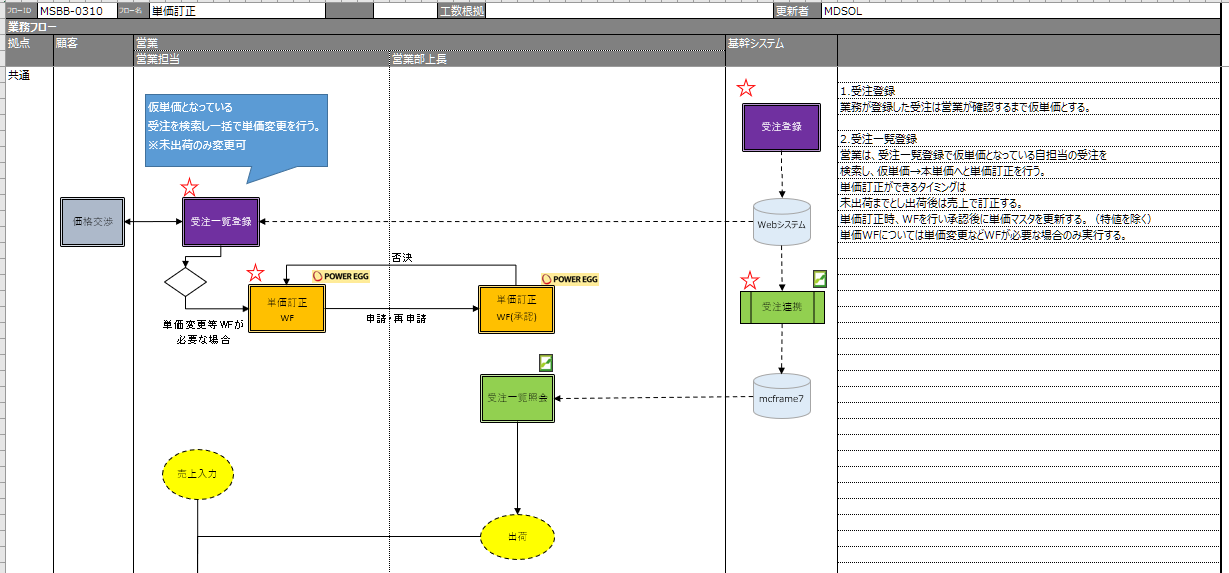 フローID MSBB-0310 フロー名 単価訂正 工数根拠 更新者 MDSOL
業務フロー
拠点 顧客 営業 基幹システム
営業担当 営業部上長
共通
仮単価となっている
受注を検索し一括で単価変更を行う。
※未出荷のみ変更可
価格交渉
受注一覧登録
単価変更等WFが
必要な場合
POWER EGG
単価訂正
WF
否決
申請・再申請
POWER EGG
単価訂正
WF(承認)
受注一覧照会
売上入力
出荷
受注登録
Webシステム
受注連携
mcframe7
1.受注登録
業務が登録した受注は営業が確認するまで仮単価とする。
2.受注一覧登録
営業は、受注一覧登録で仮単価となっている自担当の受注を
検索し、仮単価→本単価へと単価訂正を行う。
単価訂正ができるタイミングは
未出荷までとし出荷後は売上で訂正する。
単価訂正時、WFを行い承認後に単価マスタを更新する。（特値を除く）
単価WFについては単価変更などWFが必要な場合のみ実行する。